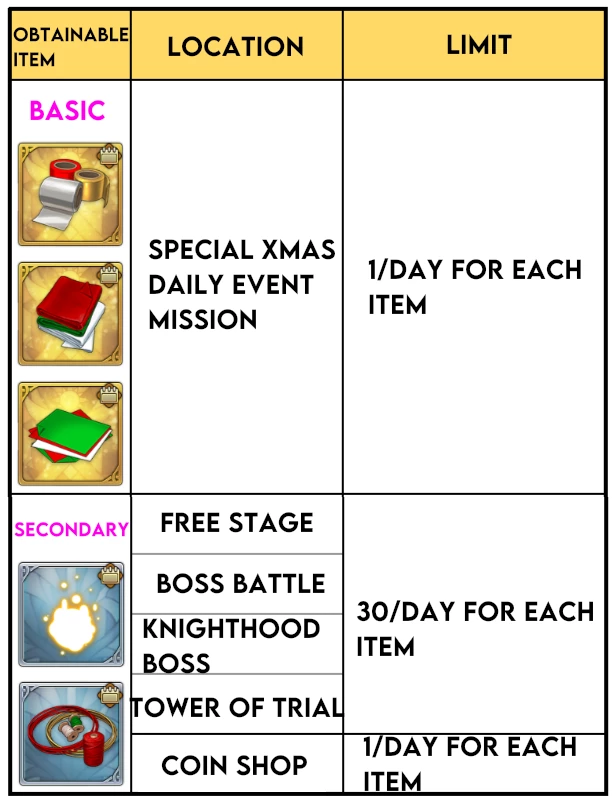 OBTAINABLE
ITEM
LOCATION
LIMIT
BASIC
SPECIAL XMAS
DAILY EVENT
MISSION
1/DAY FOR EACH
ITEM
SECONDARY
FREE STAGE
BOSS BATTLE
KNIGHTHOOD
BOSS
TOWER OF TRIAL
30/DAY FOR EACH
ITEM
COIN SHOP
1/DAY FOR EACH
ITEM